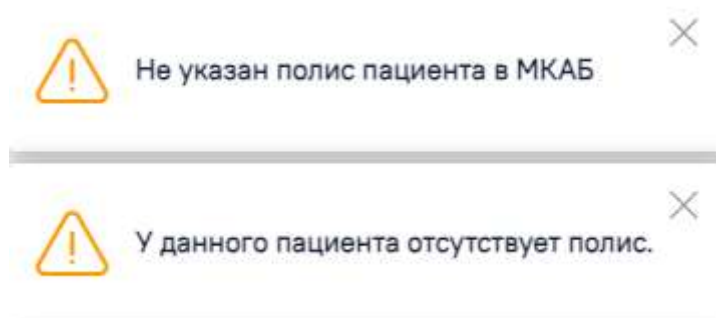 Не указан полис пациента в МКАБ
У данного пациента отсутствует полис.